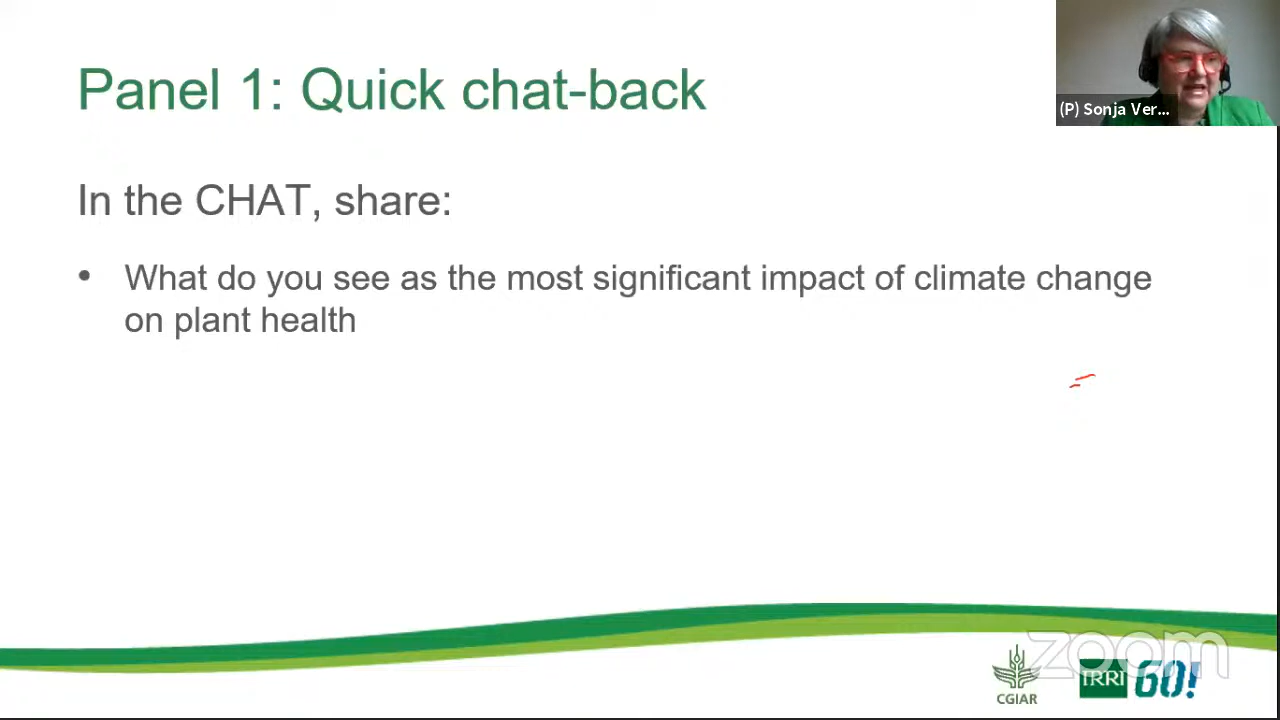 Panel 1: Quick chat-back
(P) Sonja Ver...
In the CHAT, share:
• What do you see as the most significant impact of climate change
on plant health
zoom
CGIAR
IRRI 60!